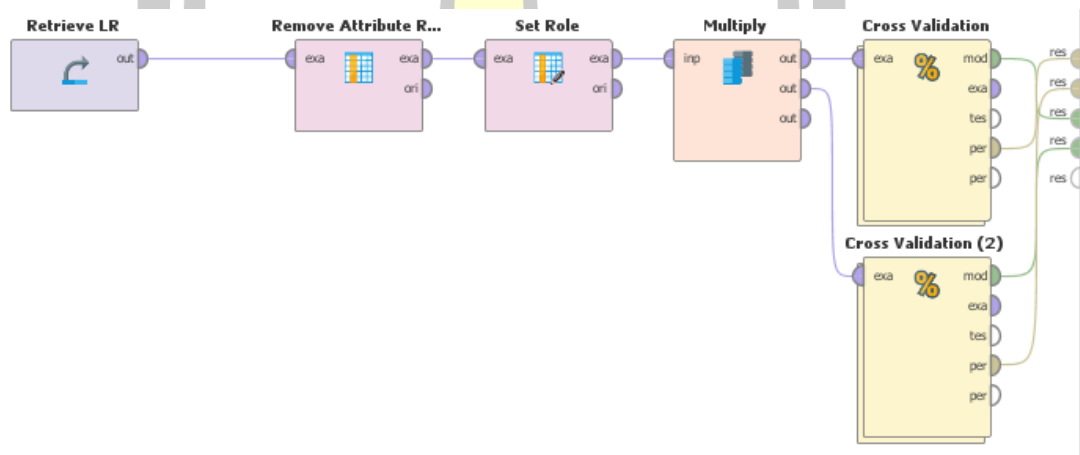 Retrieve LR
out
Remove Attribute R...
exa
exa
ori
Set Role
exa
exa
ori
Multiply
inp
out
out
out
Cross Validation
exa
%
mod
exa
tes
per
per
Cross Validation (2)
exa
%
mod
exa
tes
per
per
res
res
res
res
res